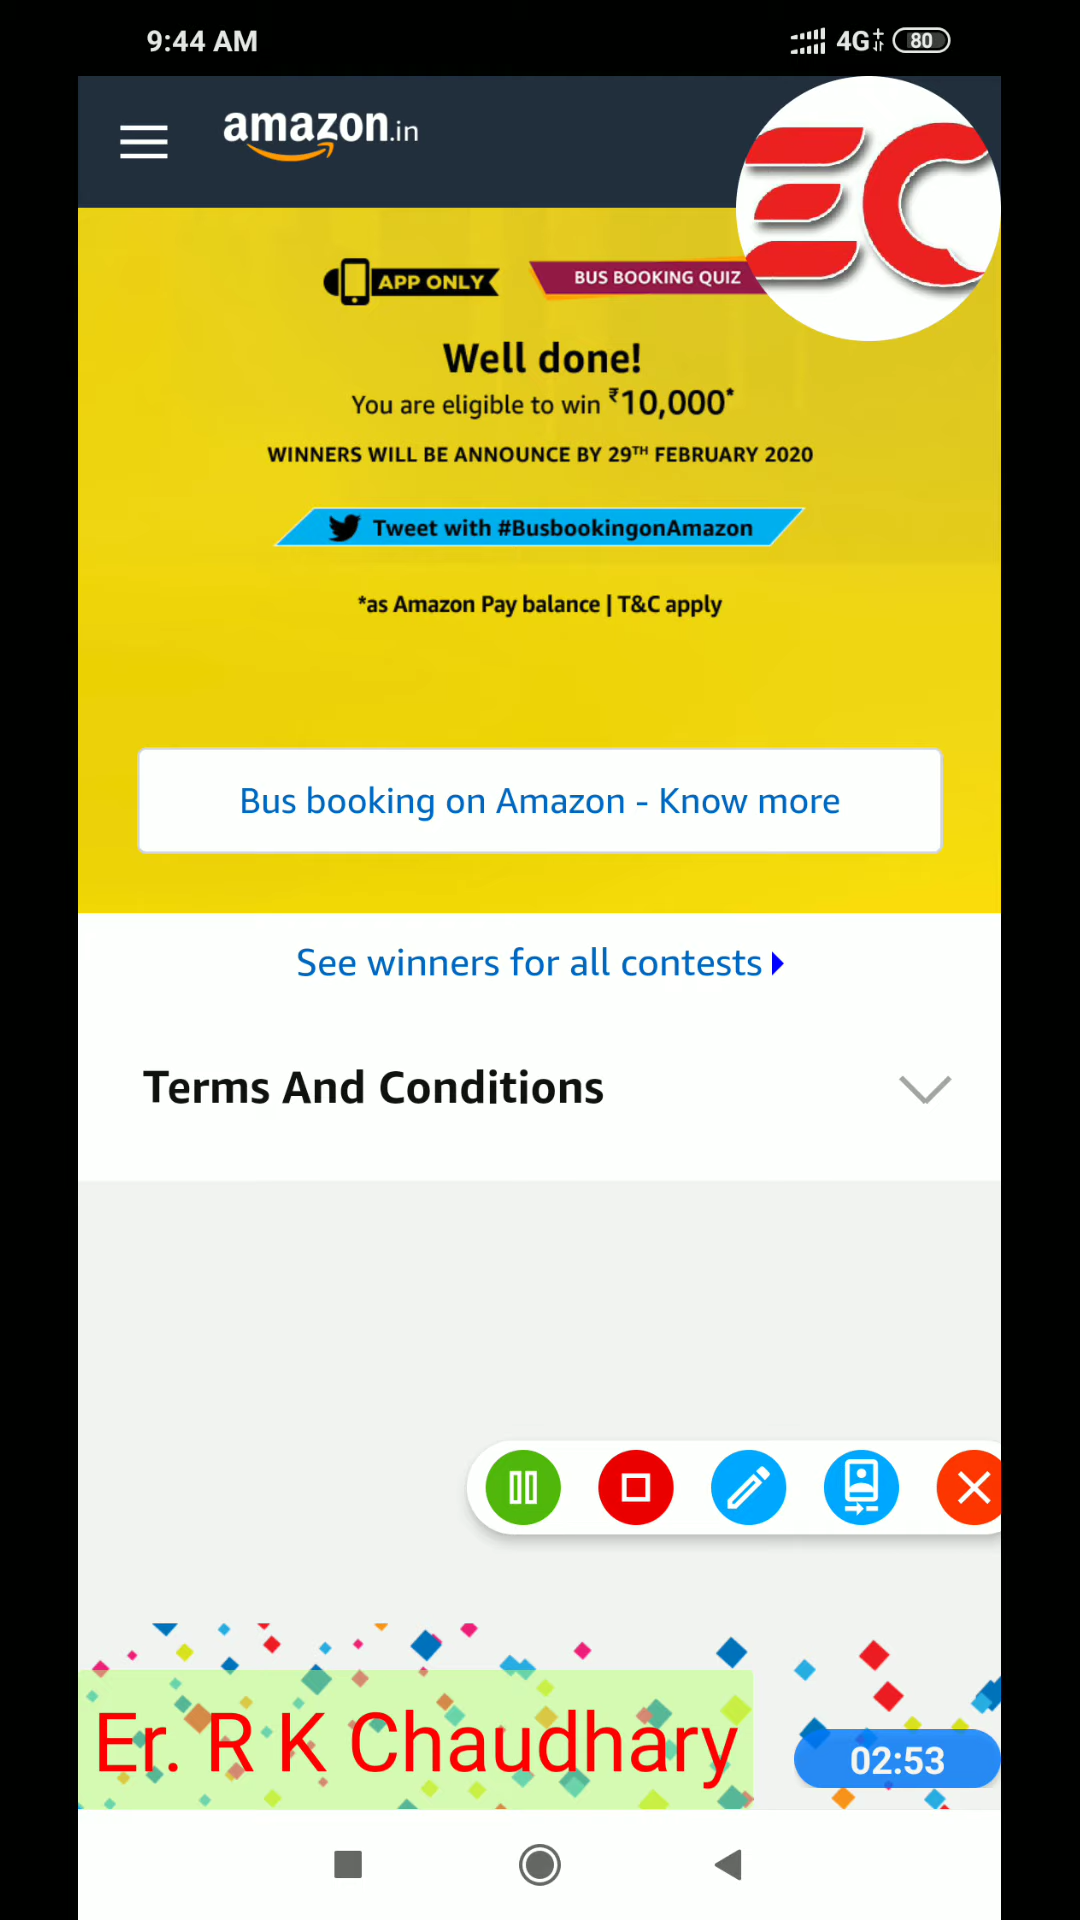 9:44 AM
4G+ 80
amazon.in
EC
APP ONLY
BUS BOOKING QUIZ
Well done!
You are eligible to win ₹10,000*
WINNERS WILL BE ANNOUNCE BY 29TH FEBRUARY 2020
Tweet with #BusbookingonAmazon
*as Amazon Pay balance | T&C apply
Bus booking on Amazon - Know more
See winners for all contests
Terms And Conditions
Er. R K Chaudhary
02:53